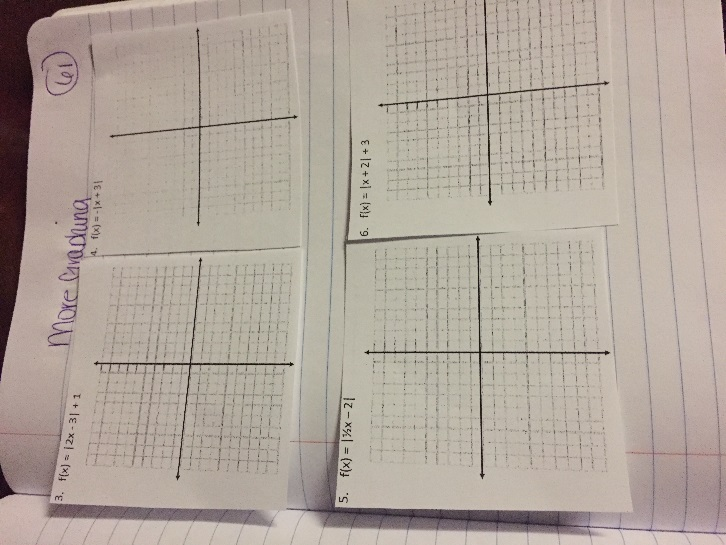 More Graphing
61
3. f(x) = |2x - 3| + 1
4. f(x) = -|x + 3|
5. f(x) = |½x – 2|
6. f(x) = |x + 2| + 3